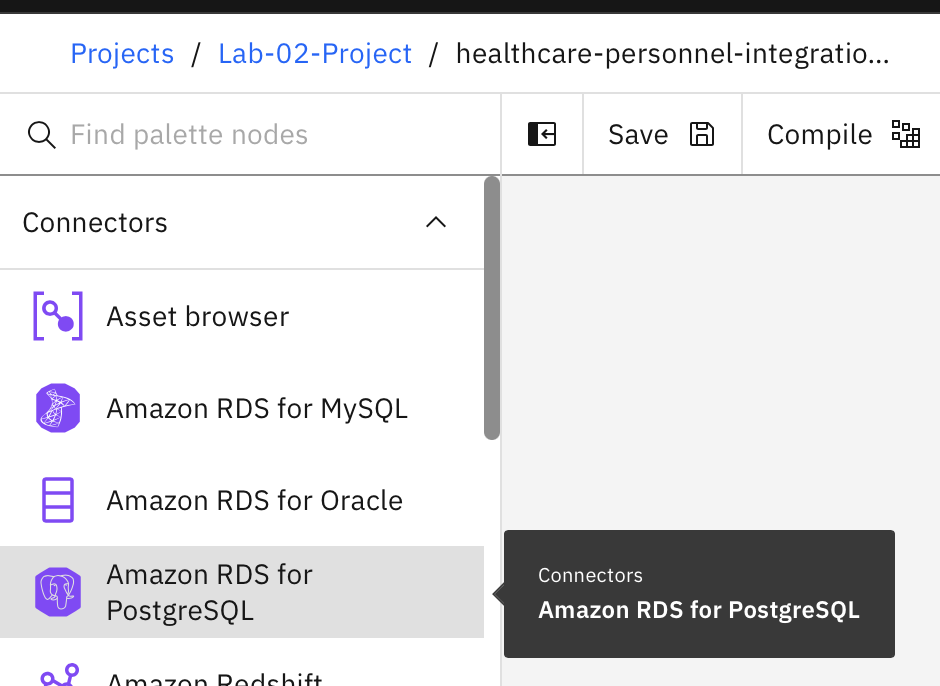 Projects / Lab-02-Project / healthcare-personnel-integratio...
Find palette nodes
Save
Compile
Connectors
Asset browser
Amazon RDS for MySQL
Amazon RDS for Oracle
Amazon RDS for
PostgreSQL
Connectors
Amazon RDS for PostgreSQL
Amazon Redshift